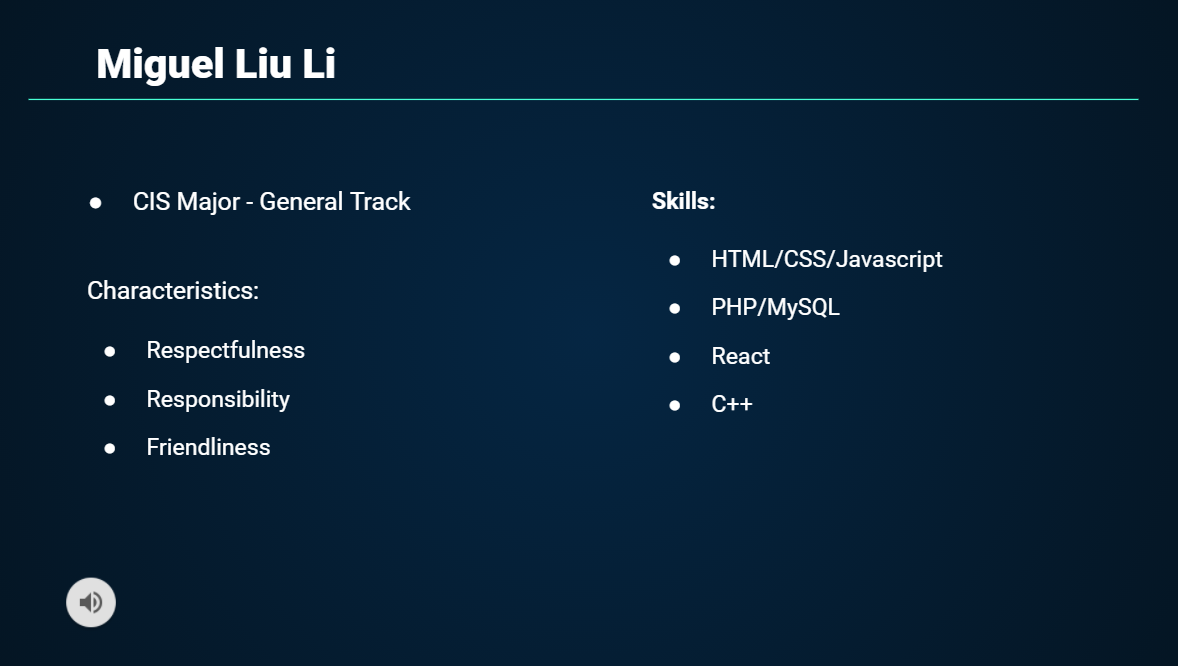 Miguel Liu Li
CIS Major - General Track
Characteristics:
Respectfulness
Responsibility
Friendliness
Skills:
HTML/CSS/Javascript
PHP/MySQL
React
C++